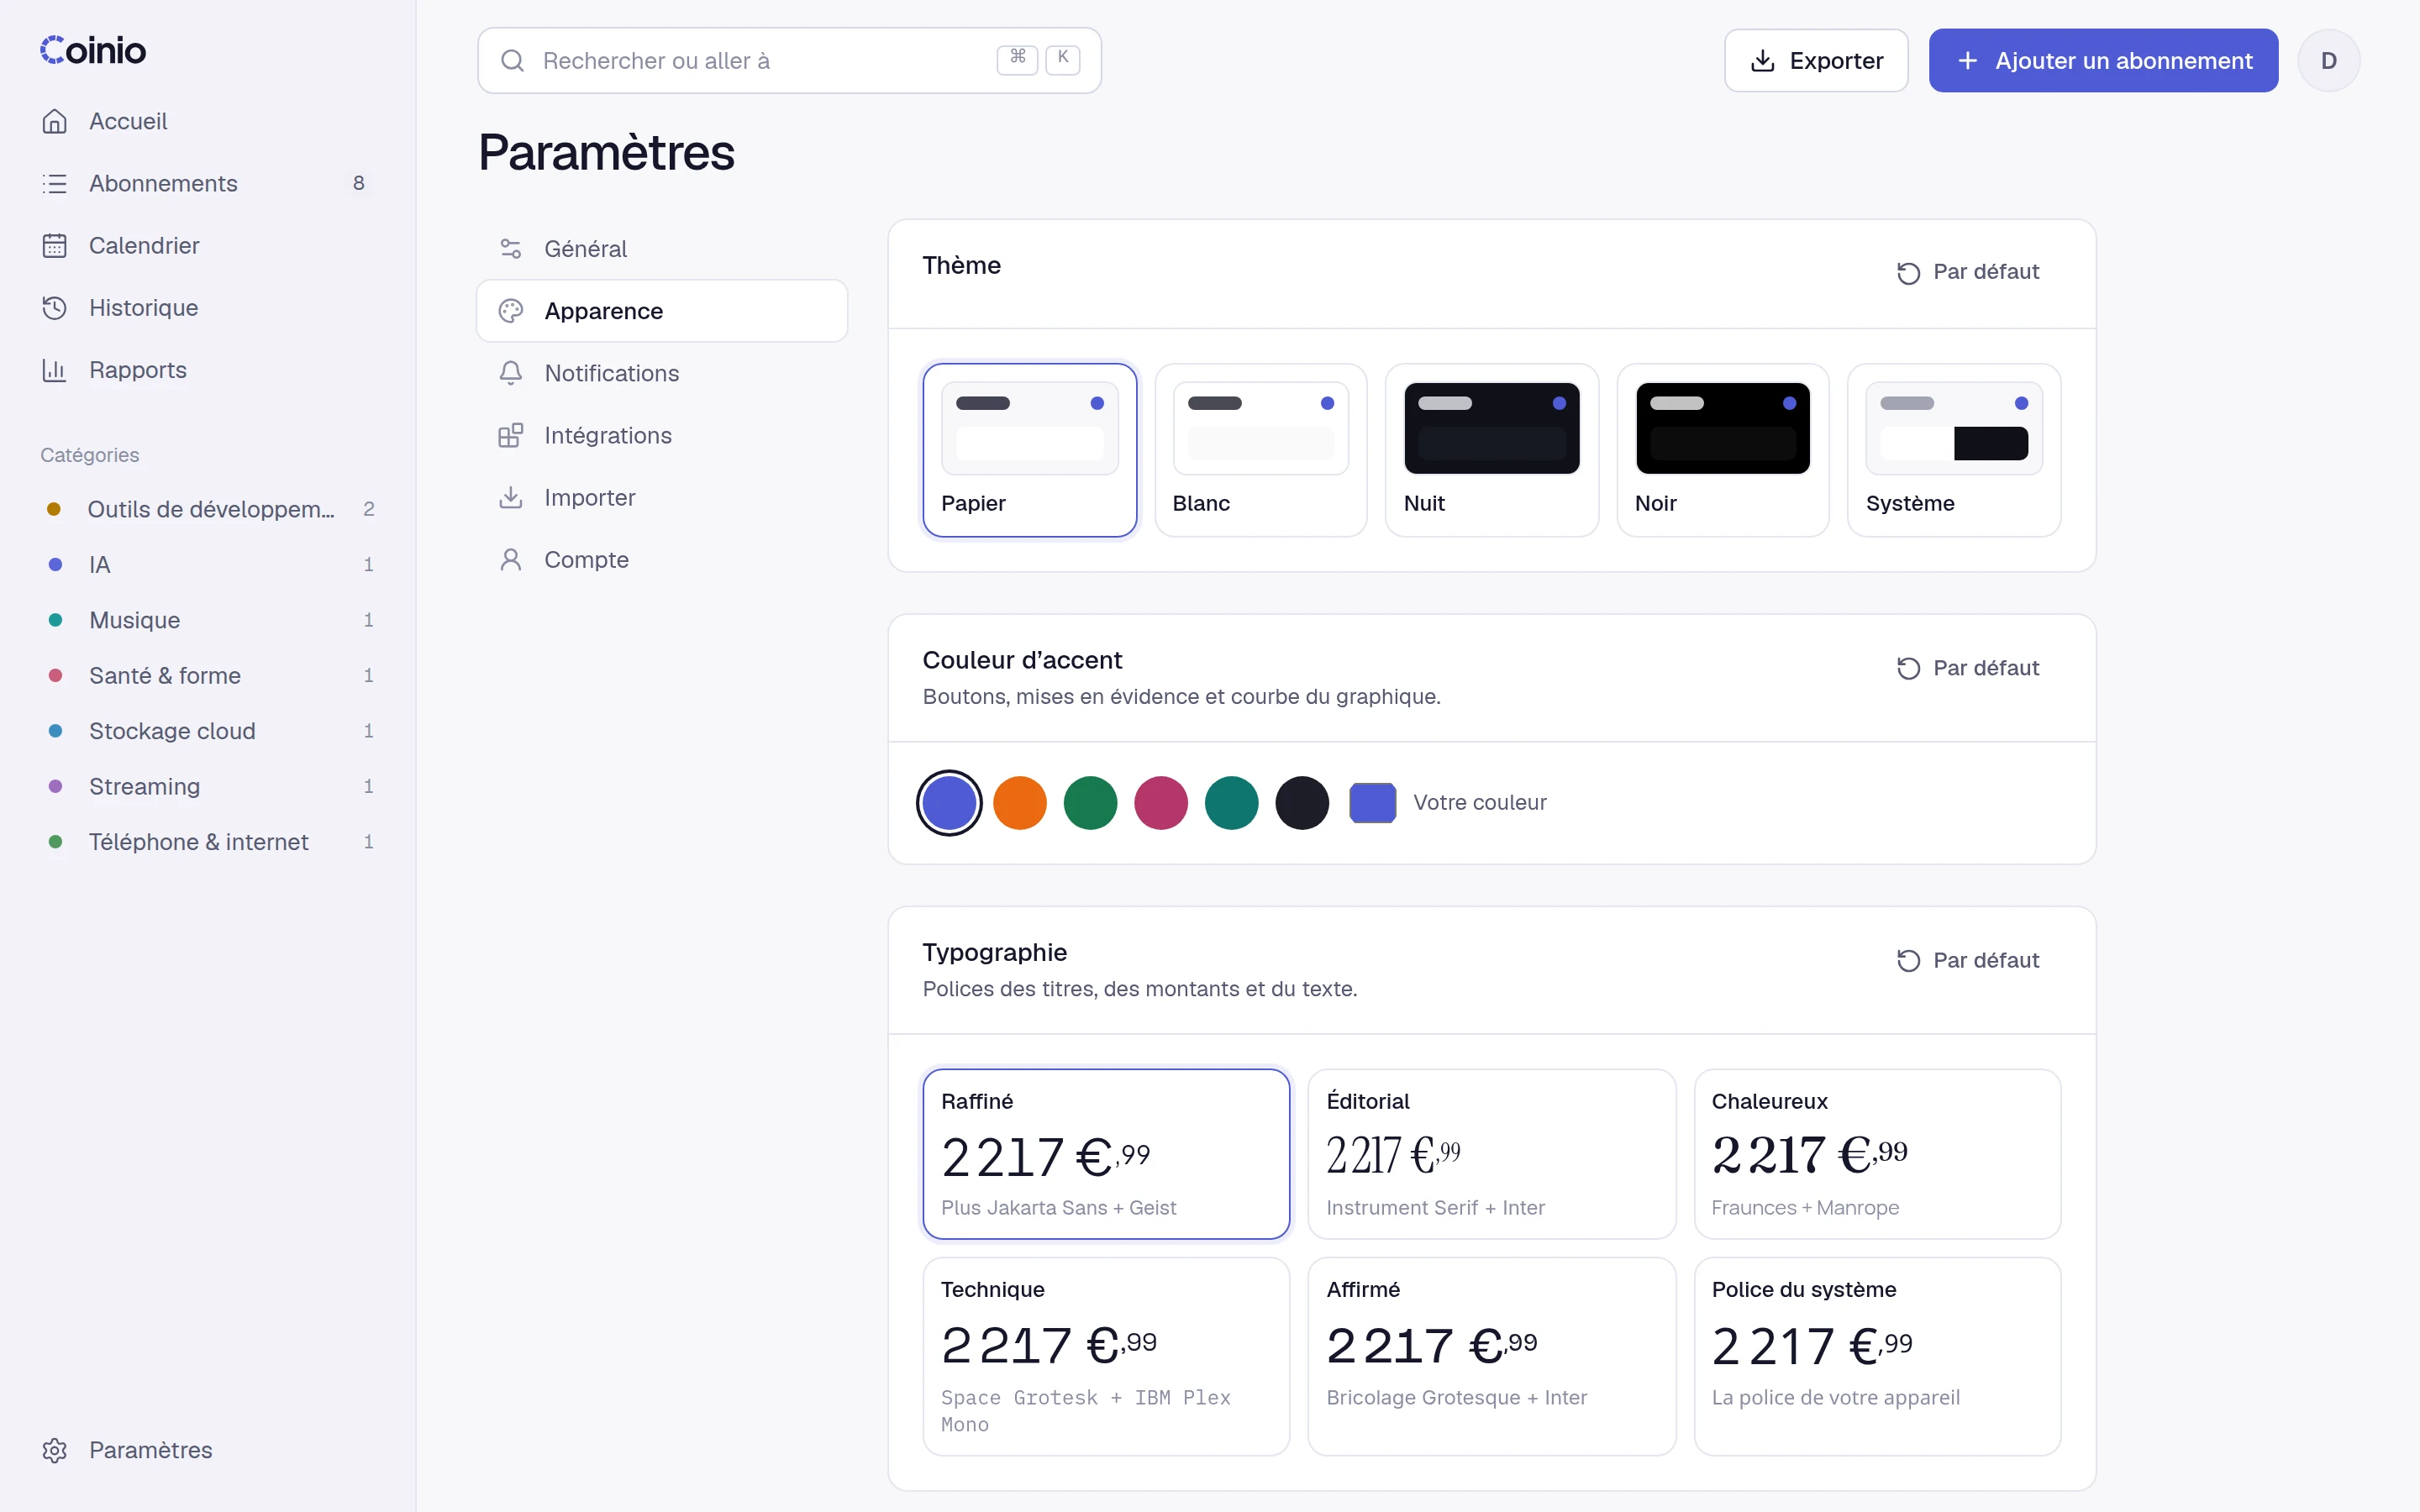 Coinio
Accueil
Abonnements 8
Calendrier
Historique
Rapports
Catégories
Outils de développem... 2
IA 1
Musique 1
Santé & forme 1
Stockage cloud 1
Streaming 1
Téléphone & internet 1
Paramètres
Rechercher ou aller à ⌘ K
Exporter
+ Ajouter un abonnement
D
Paramètres
Général
Apparence
Notifications
Intégrations
Importer
Compte
Thème
Par défaut
Papier
Blanc
Nuit
Noir
Système
Couleur d’accent
Boutons, mises en évidence et courbe du graphique.
Par défaut
Votre couleur
Typographie
Polices des titres, des montants et du texte.
Par défaut
Raffiné
2 217 €,99
Plus Jakarta Sans + Geist
Éditorial
2 217 €,99
Instrument Serif + Inter
Chaleureux
2 217 €,99
Fraunces + Manrope
Technique
2 217 €,99
Space Grotesk + IBM Plex
Mono
Affirmé
2 217 €,99
Bricolage Grotesque + Inter
Police du système
2 217 €,99
La police de votre appareil